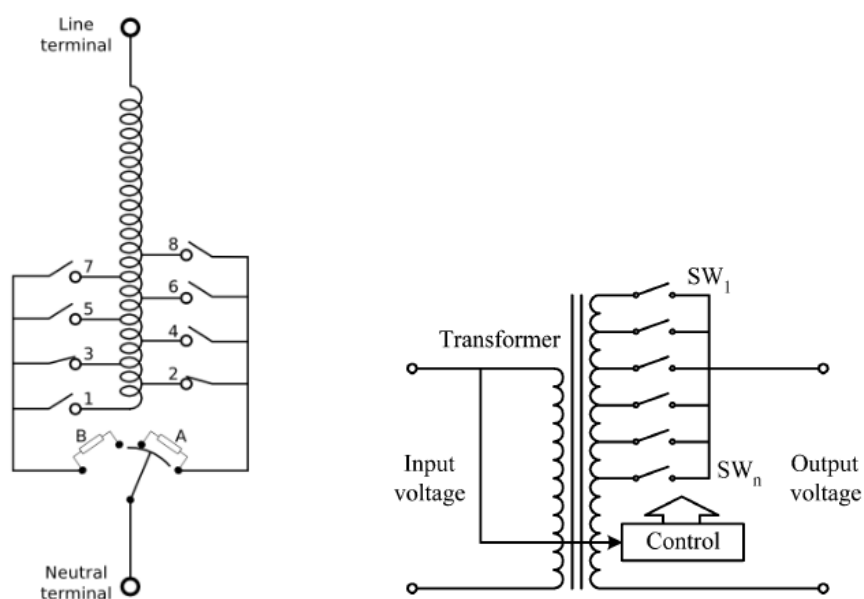 Line
terminal
8
7
6
5
4
3
2
1
B
A
Neutral
terminal
SW1
Transformer
Input
voltage
SWn
Output
voltage
Control